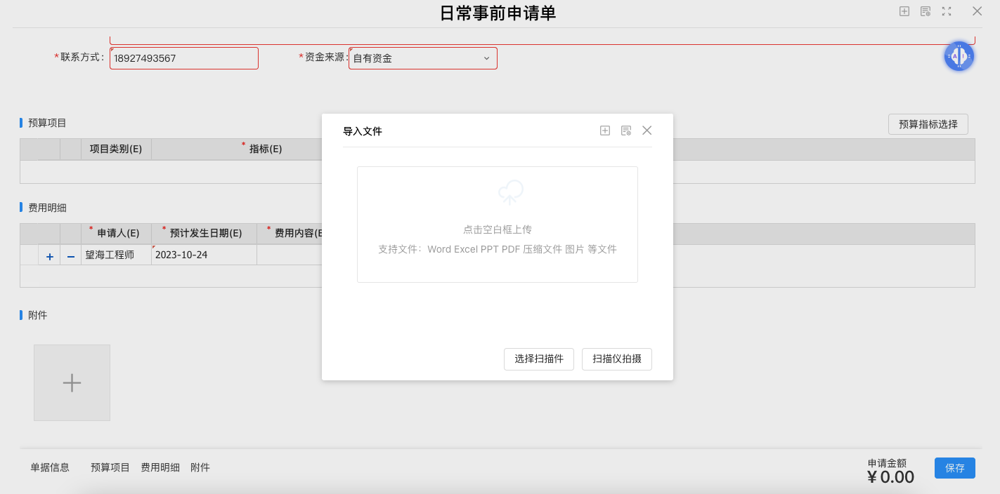 日常事前申请单
*联系方式: 18927493567 *资金来源: 自有资金
AI
预算项目
预算指标选择
项目类别(E) * 指标(E)
费用明细
* 申请人(E) * 预计发生日期(E) * 费用内容(E
+ − 望海工程师 2023-10-24
附件
导入文件
点击空白框上传
支持文件：Word Excel PPT PDF 压缩文件 图片 等文件
选择扫描件 扫描仪拍摄
单据信息 预算项目 费用明细 附件
申请金额
¥ 0.00
保存